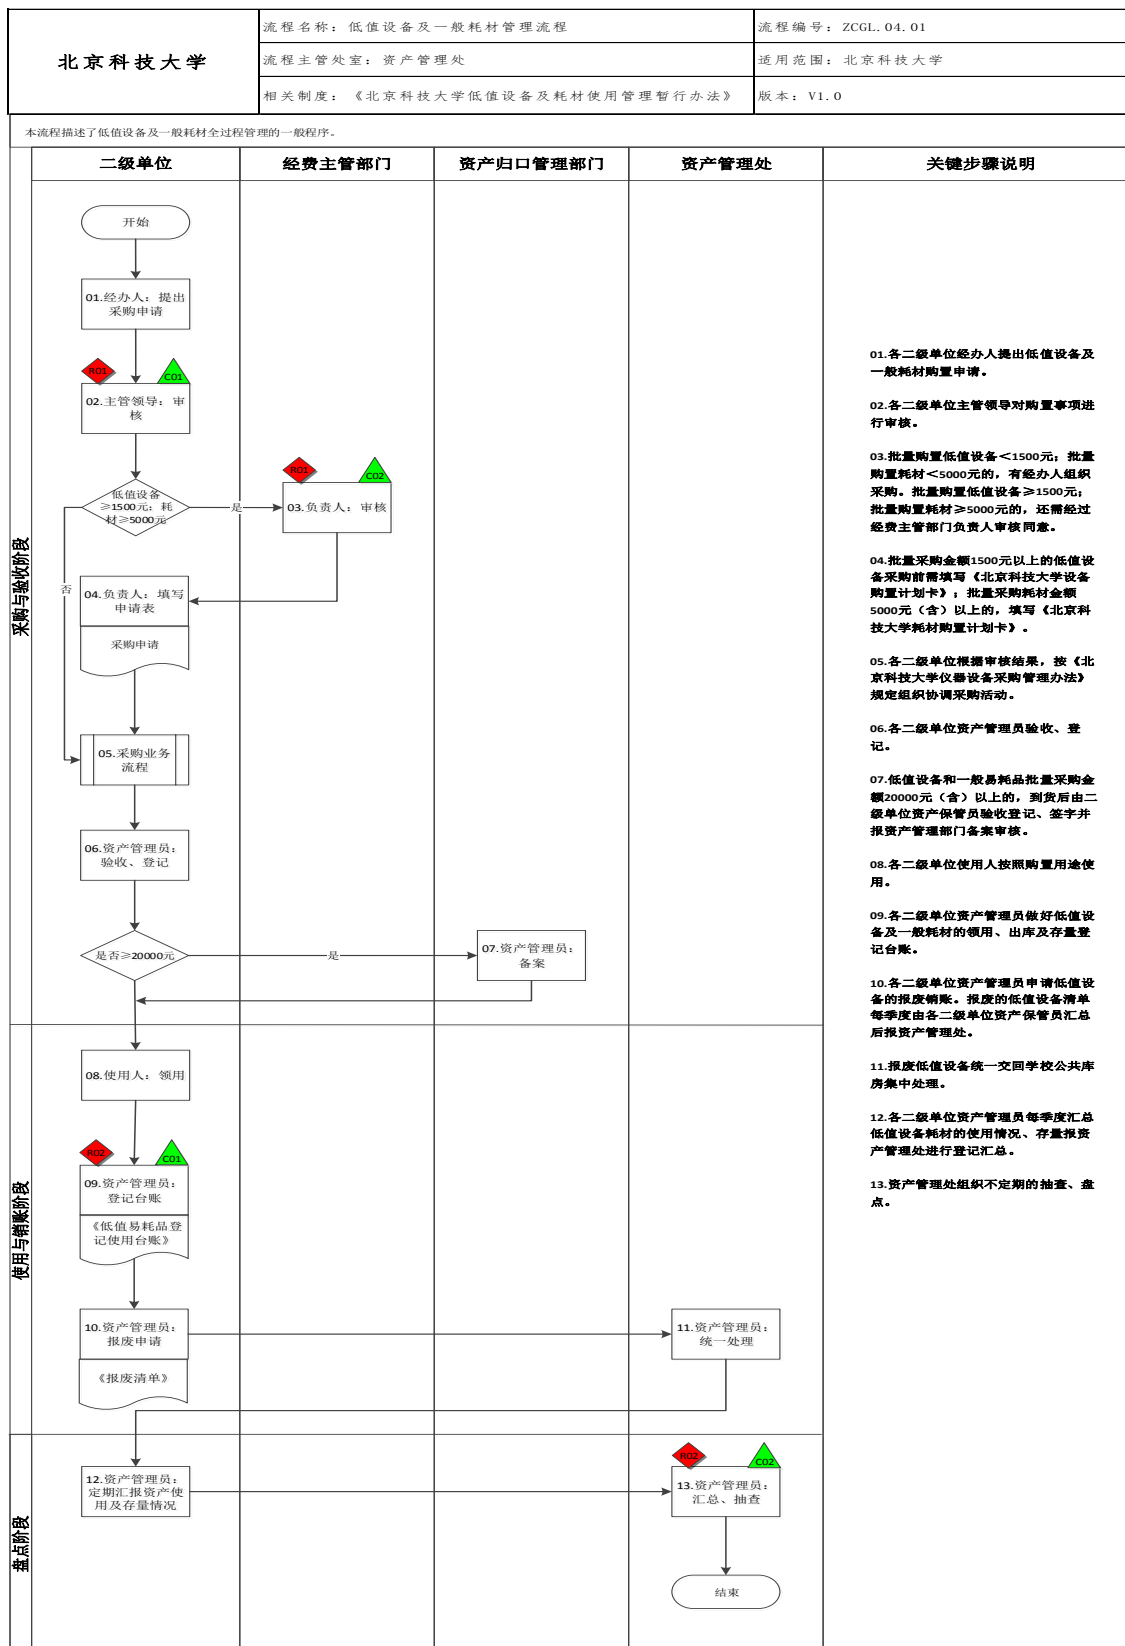 北京科技大学
流程名称：低值设备及一般耗材管理流程
流程编号：ZCGL.04.01
流程主管处室：资产管理处
适用范围：北京科技大学
相关制度：《北京科技大学低值设备及耗材使用管理暂行办法》
版本：V1.0
本流程描述了低值设备及一般耗材全过程管理的一般程序。
二级单位
经费主管部门
资产归口管理部门
资产管理处
关键步骤说明
采购与验收阶段
开始
01.经办人：提出
采购申请
R01
C01
02.主管领导：审
核
低值设备
≥1500元；耗
材≥5000元
是
否
R01
C02
03.负责人：审核
04.负责人：填写
申请表
采购申请
05.采购业务
流程
06.资产管理员：
验收、登记
是否≥20000元
是
07.资产管理员：
备案
使用与销账阶段
08.使用人：领用
R02
C01
09.资产管理员：
登记台账
《低值易耗品登
记使用台账》
10.资产管理员：
报废申请
《报废清单》
11.资产管理员：
统一处理
盘点阶段
12.资产管理员：
定期汇报资产使
用及存量情况
R02
C02
13.资产管理员：
汇总、抽查
结束
01.各二级单位经办人提出低值设备及
一般耗材购置申请。
02.各二级单位主管领导对购置事项进
行审核。
03.批量购置低值设备＜1500元；批量
购置耗材＜5000元的，有经办人组织
采购。批量购置低值设备≥1500元；
批量购置耗材≥5000元的，还需经过
经费主管部门负责人审核同意。
04.批量采购金额1500元以上的低值设
备采购前需填写《北京科技大学设备
购置计划卡》；批量采购耗材金额
5000元（含）以上的，填写《北京科
技大学耗材购置计划卡》。
05.各二级单位根据审核结果，按《北
京科技大学仪器设备采购管理办法》
规定组织协调采购活动。
06.各二级单位资产管理员验收、登
记。
07.低值设备和一般易耗品批量采购金
额20000元（含）以上的，到货后由二
级单位资产保管员验收登记、签字并
报资产管理部门备案审核。
08.各二级单位使用人按照购置用途使
用。
09.各二级单位资产管理员做好低值设
备及一般耗材的领用、出库及存量登
记台账。
10.各二级单位资产管理员申请低值设
备的报废销账。报废的低值设备清单
每季度由各二级单位资产保管员汇总
后报资产管理处。
11.报废低值设备统一交回学校公共库
房集中处理。
12.各二级单位资产管理员每季度汇总
低值设备耗材的使用情况、存量报资
产管理处进行登记汇总。
13.资产管理处组织不定期的抽查、盘
点。